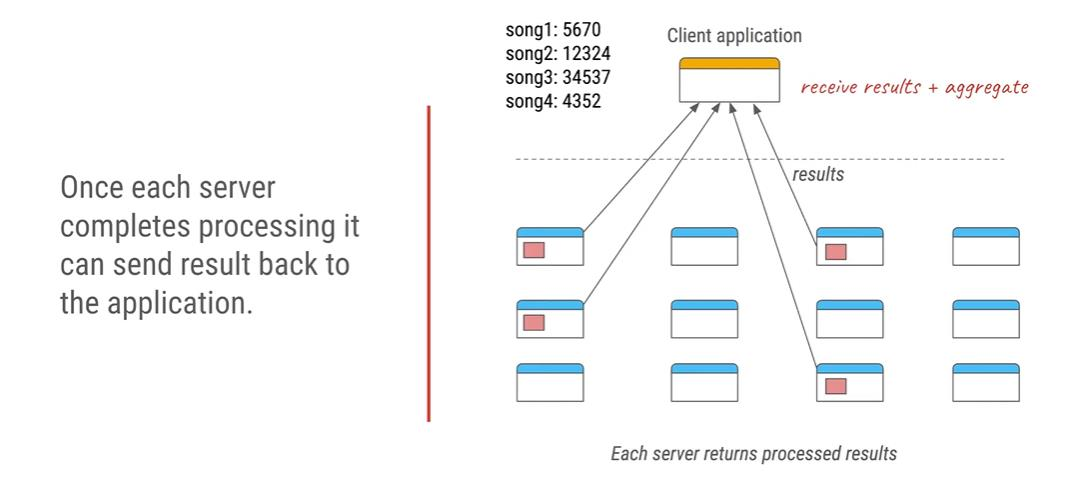 song1: 5670
song2: 12324
song3: 34537
song4: 4352
Client application
receive results + aggregate
results
Once each server
completes processing it
can send result back to
the application.
Each server returns processed results